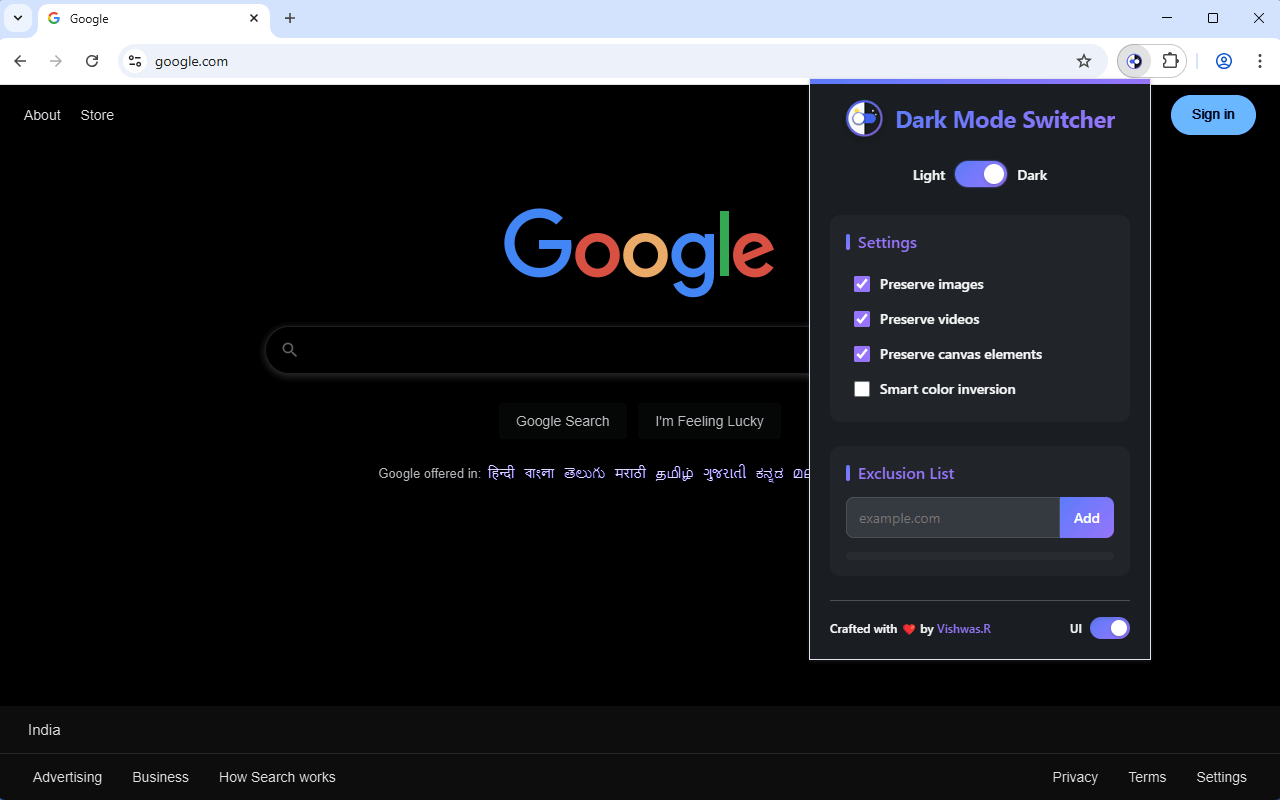 Google
google.com
About Store
Sign in
Google
Google Search I'm Feeling Lucky
Google offered in: हिन्दी বাংলা తెలుగు मराठी தமிழ் ગુજરાતી ಕನ್ನಡ
Dark Mode Switcher
Light Dark
Settings
Preserve images
Preserve videos
Preserve canvas elements
Smart color inversion
Exclusion List
example.com Add
Crafted with ❤️ by Vishwas.R UI
India
Advertising Business How Search works Privacy Terms Settings